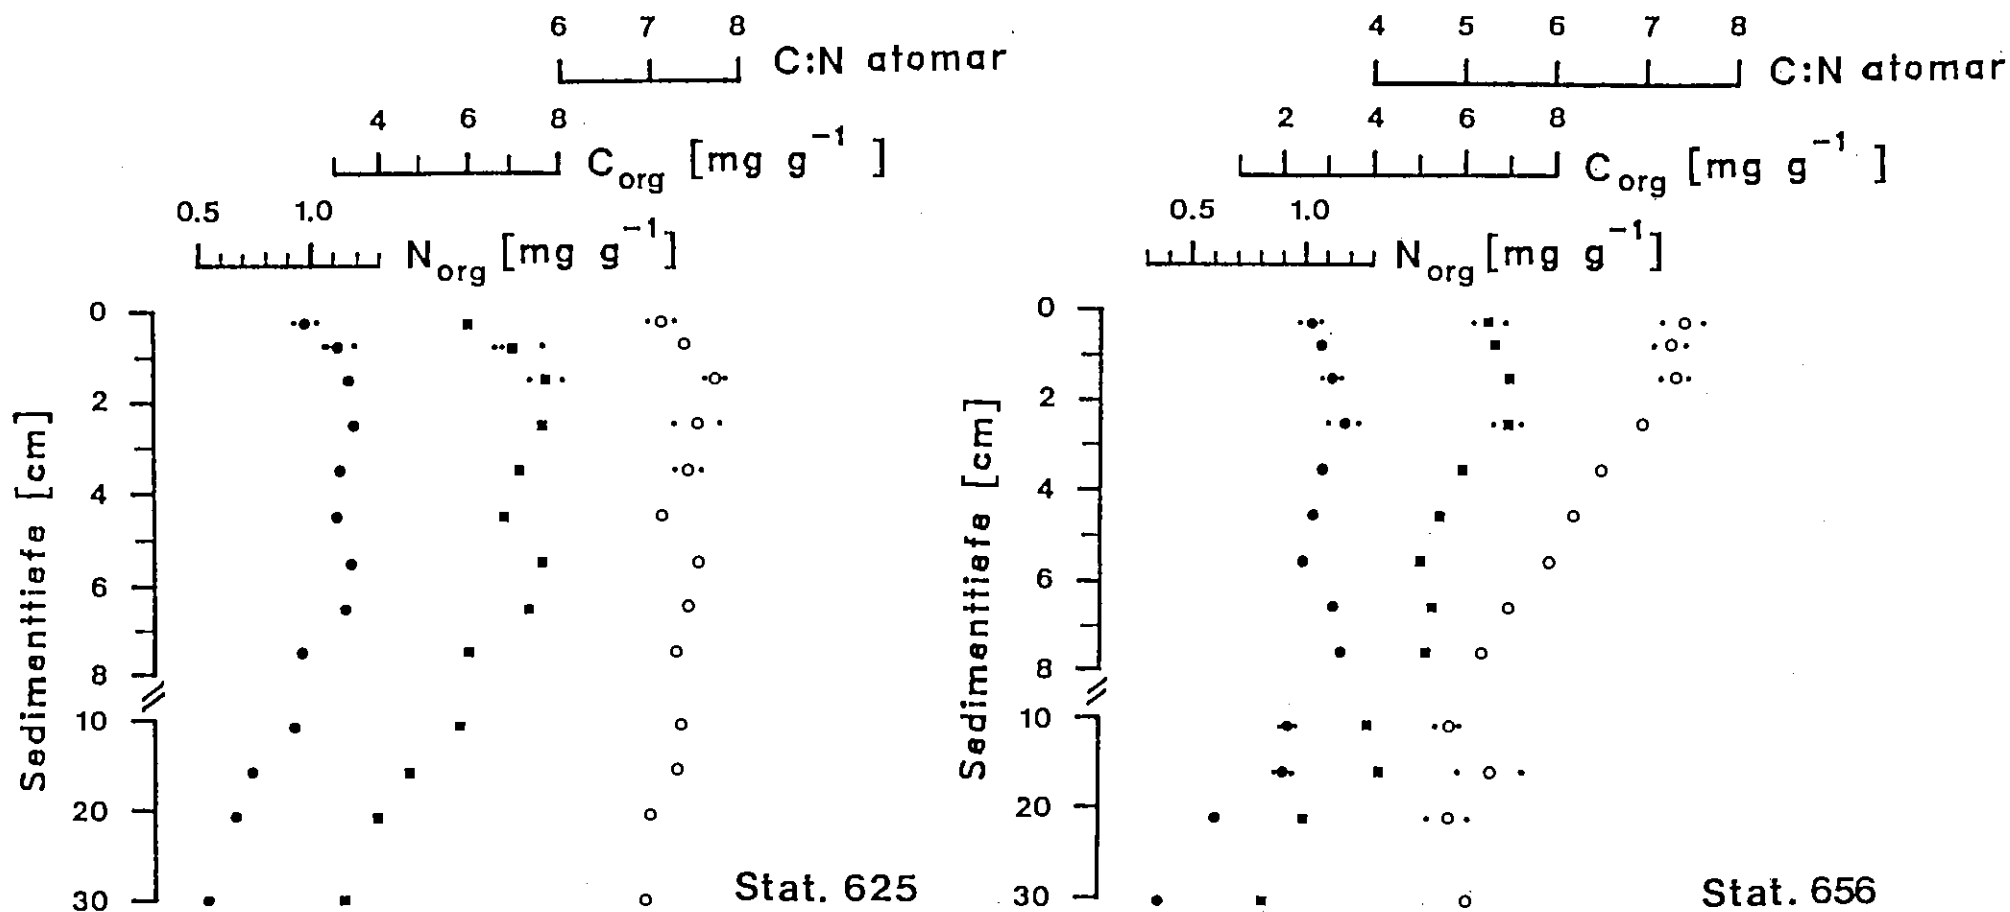 6 7 8
C:N atomar
4 6 8
C_org [mg g⁻¹]
0.5 1.0
N_org [mg g⁻¹]
0
2
4
6
8
10
20
30
Sedimenttiefe [cm]
Stat. 625
4 5 6 7 8
C:N atomar
2 4 6 8
C_org [mg g⁻¹]
0.5 1.0
N_org [mg g⁻¹]
0
2
4
6
8
10
20
30
Sedimenttiefe [cm]
Stat. 656